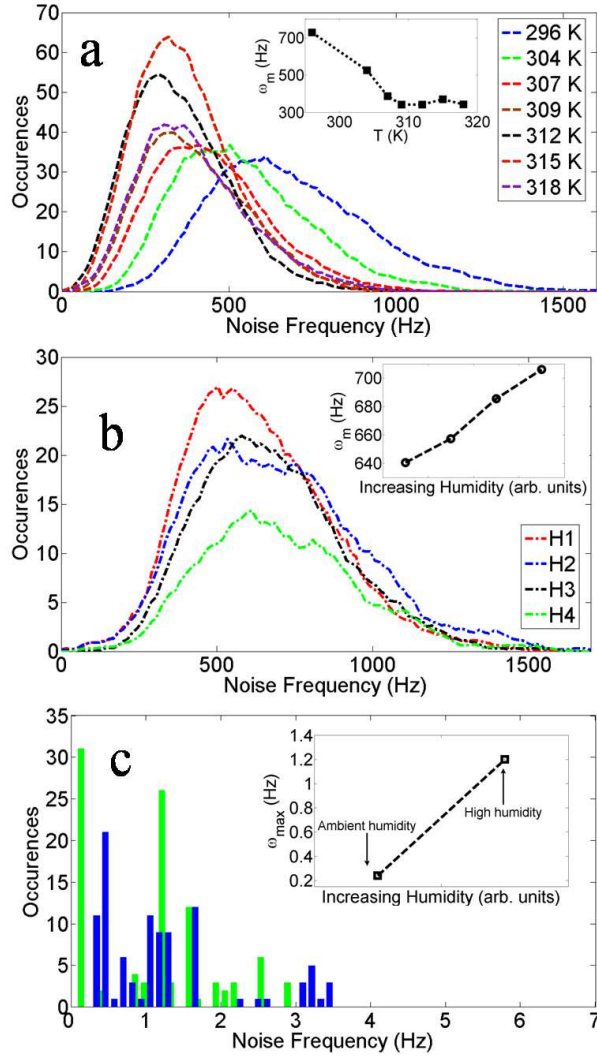 a
70
60
50
40
30
20
10
0
Occurences
0 500 1000 1500
Noise Frequency (Hz)
700
500
300
ω_m (Hz)
300 310 320
T (K)
296 K
304 K
307 K
309 K
312 K
315 K
318 K
b
30
25
20
15
10
5
0
Occurences
0 500 1000 1500
Noise Frequency (Hz)
700
680
660
640
ω_m (Hz)
Increasing Humidity (arb. units)
H1
H2
H3
H4
c
35
30
25
20
15
10
5
0
Occurences
0 1 2 3 4 5 6 7
Noise Frequency (Hz)
1.4
1.2
1
0.8
0.6
0.4
0.2
ω_max (Hz)
Ambient humidity
High humidity
Increasing Humidity (arb. units)